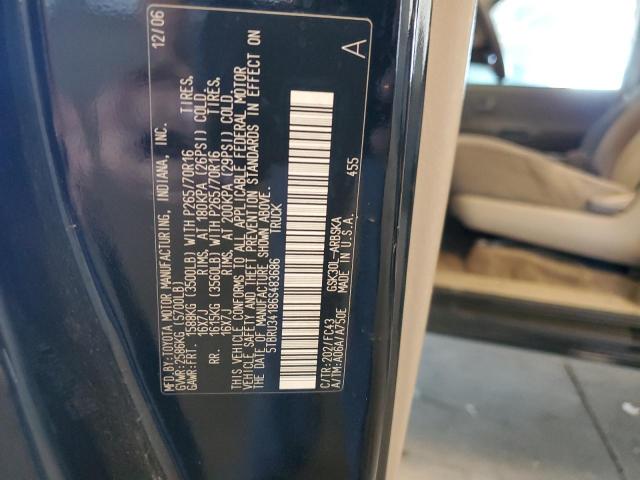 MFD.BY:TOYOTA MOTOR MANUFACTURING, INDIANA, INC. 12/06
GVWR:2586KG (5700LB)
GAWR:FRT. 1588KG (3500LB) WITH P265/70R16 TIRES,
16X7J RIMS, AT 180KPA (26PSI) COLD.
RR. 1615KG (3560LB) WITH P265/70R16 TIRES,
16X7J RIMS, AT 200KPA (29PSI) COLD.
THIS VEHICLE CONFORMS TO ALL APPLICABLE FEDERAL MOTOR
VEHICLE SAFETY AND THEFT PREVENTION STANDARDS IN EFFECT ON
THE DATE OF MANUFACTURE SHOWN ABOVE.
5TBRU34186S483686 TRUCK
A
C/TR:202/FC43 GSK30L-ARBSKA 455
A/TM:A06A/A750E MADE IN U.S.A.